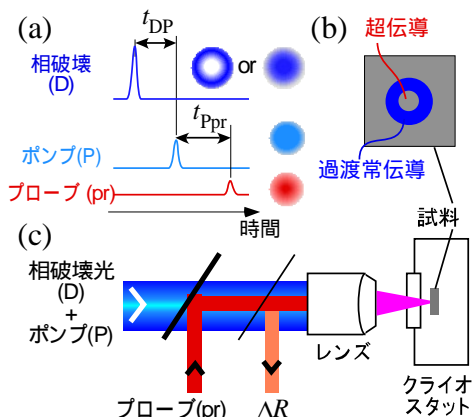 (a)
t_DP
相破壊
(D)
or
t_Ppr
ポンプ(P)
プローブ (pr)
時間
(b)
超伝導
過渡常伝導
試料
(c)
相破壊光
(D)
+
ポンプ(P)
レンズ
クライオ
スタット
プローブ(pr)
ΔR